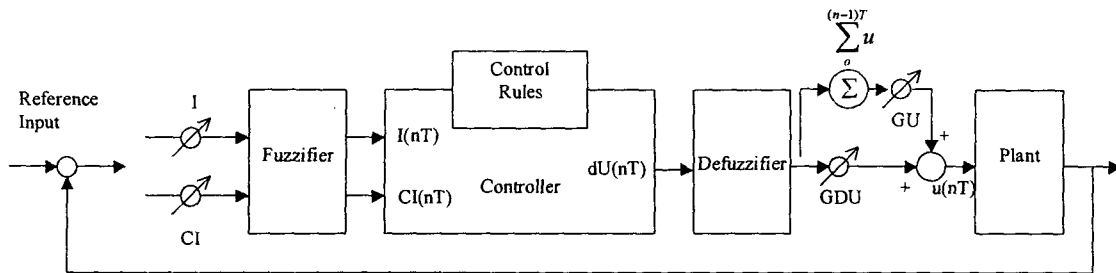 Reference
Input
I
CI
Fuzzifier
I(nT)
CI(nT)
Control
Rules
Controller
dU(nT)
Defuzzifier
(n-1)T
∑ u
o
Σ
GU
GDU
+
+
u(nT)
Plant